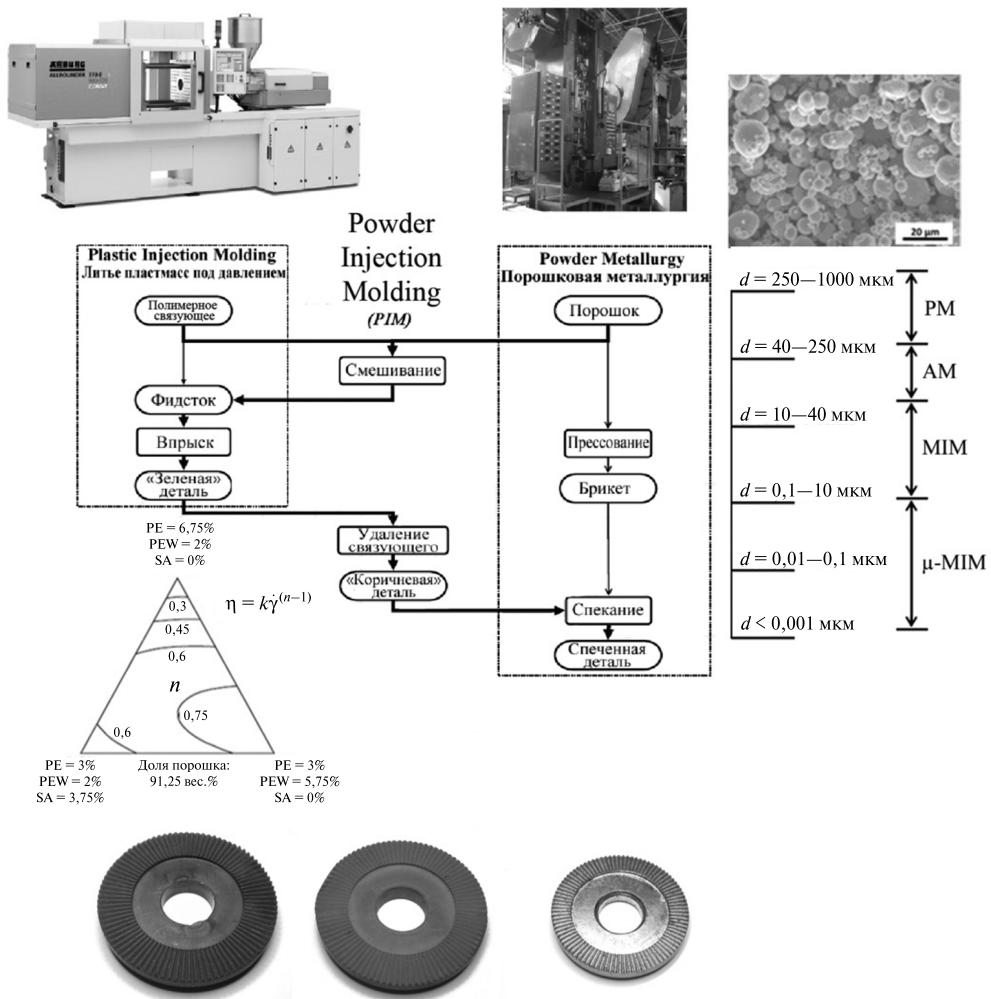 ARBURG
ALLROUNDER
20 µm
Powder
Injection
Molding
(PIM)
Plastic Injection Molding
Литье пластмасс под давлением
Полимерное
связующее
Смешивание
Фидсток
Впрыск
«Зеленая»
деталь
Удаление
связующего
«Коричневая»
деталь
Powder Metallurgy
Порошковая металлургия
Порошок
Прессование
Брикет
Спекание
Спеченная
деталь
d = 250—1000 мкм
PM
d = 40—250 мкм
AM
d = 10—40 мкм
MIM
d = 0,1—10 мкм
d = 0,01—0,1 мкм
µ-MIM
d < 0,001 мкм
PE = 6,75%
PEW = 2%
SA = 0%
η = kγ̇⁽ⁿ⁻¹⁾
0,3
0,45
0,6
n
0,75
0,6
PE = 3%
PEW = 2%
SA = 3,75%
Доля порошка:
91,25 вес.%
PE = 3%
PEW = 5,75%
SA = 0%